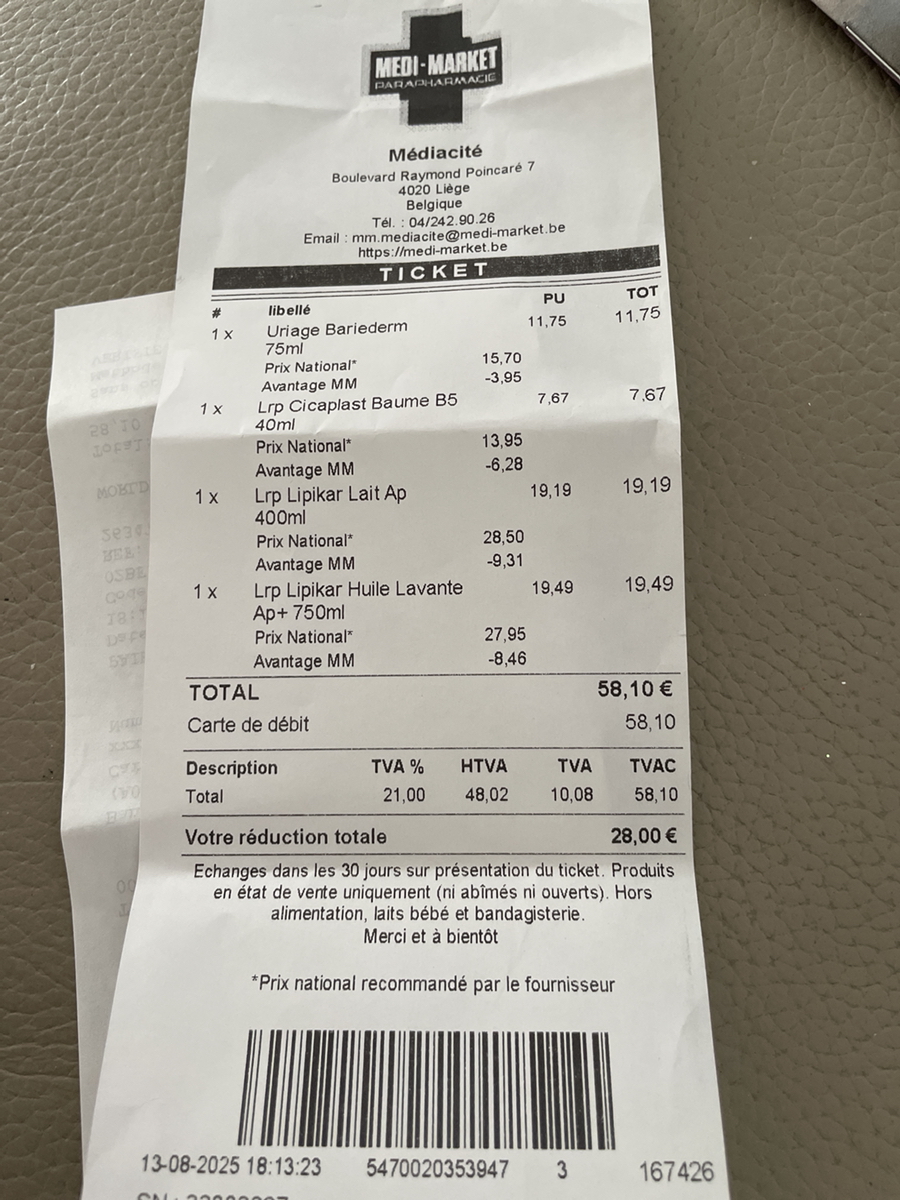 MEDI-MARKET
PARAPHARMACIE
Médiacité
Boulevard Raymond Poincaré 7
4020 Liège
Belgique
Tél. : 04/242.90.26
Email : mm.mediacite@medi-market.be
https://medi-market.be
TICKET
# libellé PU TOT
1 x Uriage Bariederm 11,75 11,75
75ml
Prix National* 15,70
Avantage MM -3,95
1 x Lrp Cicaplast Baume B5 7,67 7,67
40ml
Prix National* 13,95
Avantage MM -6,28
1 x Lrp Lipikar Lait Ap 19,19 19,19
400ml
Prix National* 28,50
Avantage MM -9,31
1 x Lrp Lipikar Huile Lavante 19,49 19,49
Ap+ 750ml
Prix National* 27,95
Avantage MM -8,46
TOTAL 58,10 €
Carte de débit 58,10
Description TVA % HTVA TVA TVAC
Total 21,00 48,02 10,08 58,10
Votre réduction totale 28,00 €
Echanges dans les 30 jours sur présentation du ticket. Produits
en état de vente uniquement (ni abîmés ni ouverts). Hors
alimentation, laits bébé et bandagisterie.
Merci et à bientôt
*Prix national recommandé par le fournisseur
13-08-2025 18:13:23 5470020353947 3 167426